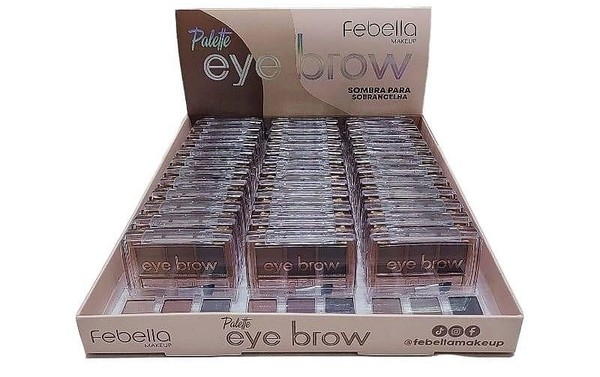 Palette
eye brow
febella
MAKEUP
SOMBRA PARA
SOBRANCELHA
eye brow
eye brow
eye brow
febella
MAKEUP
Palette
eye brow
@febellamakeup